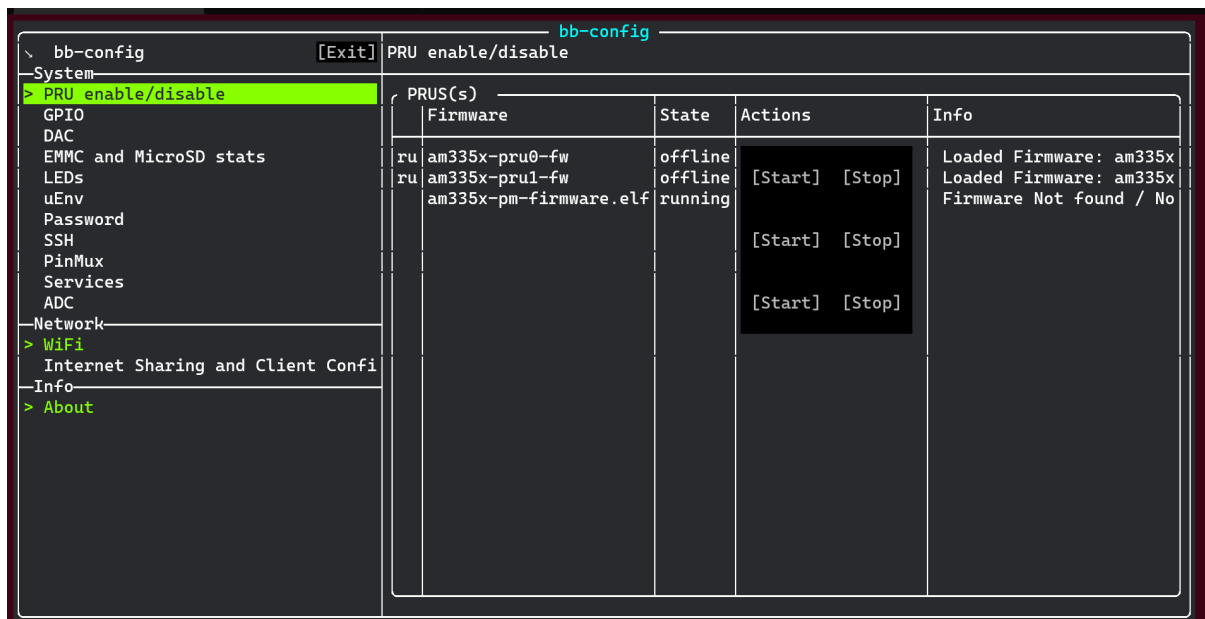 bb-config
bb-config [Exit]
PRU enable/disable
System
> PRU enable/disable
GPIO
DAC
EMMC and MicroSD stats
LEDs
uEnv
Password
SSH
PinMux
Services
ADC
Network
> WiFi
Internet Sharing and Client Confi
Info
> About
PRUS(s)
Firmware State Actions Info
ru am335x-pru0-fw offline Loaded Firmware: am335x
ru am335x-pru1-fw offline [Start] [Stop] Loaded Firmware: am335x
am335x-pm-firmware.elf running Firmware Not found / No
[Start] [Stop]
[Start] [Stop]